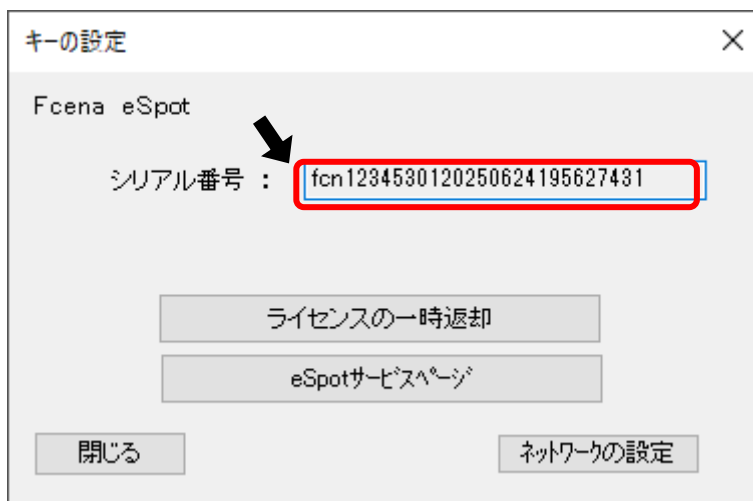 キーの設定
Fcena eSpot
シリアル番号 : fcn1234530120250624195627431
ライセンスの一時返却
eSpotｻｰﾋﾞｽﾍﾟｰｼﾞ
閉じる
ﾈｯﾄﾜｰｸの設定